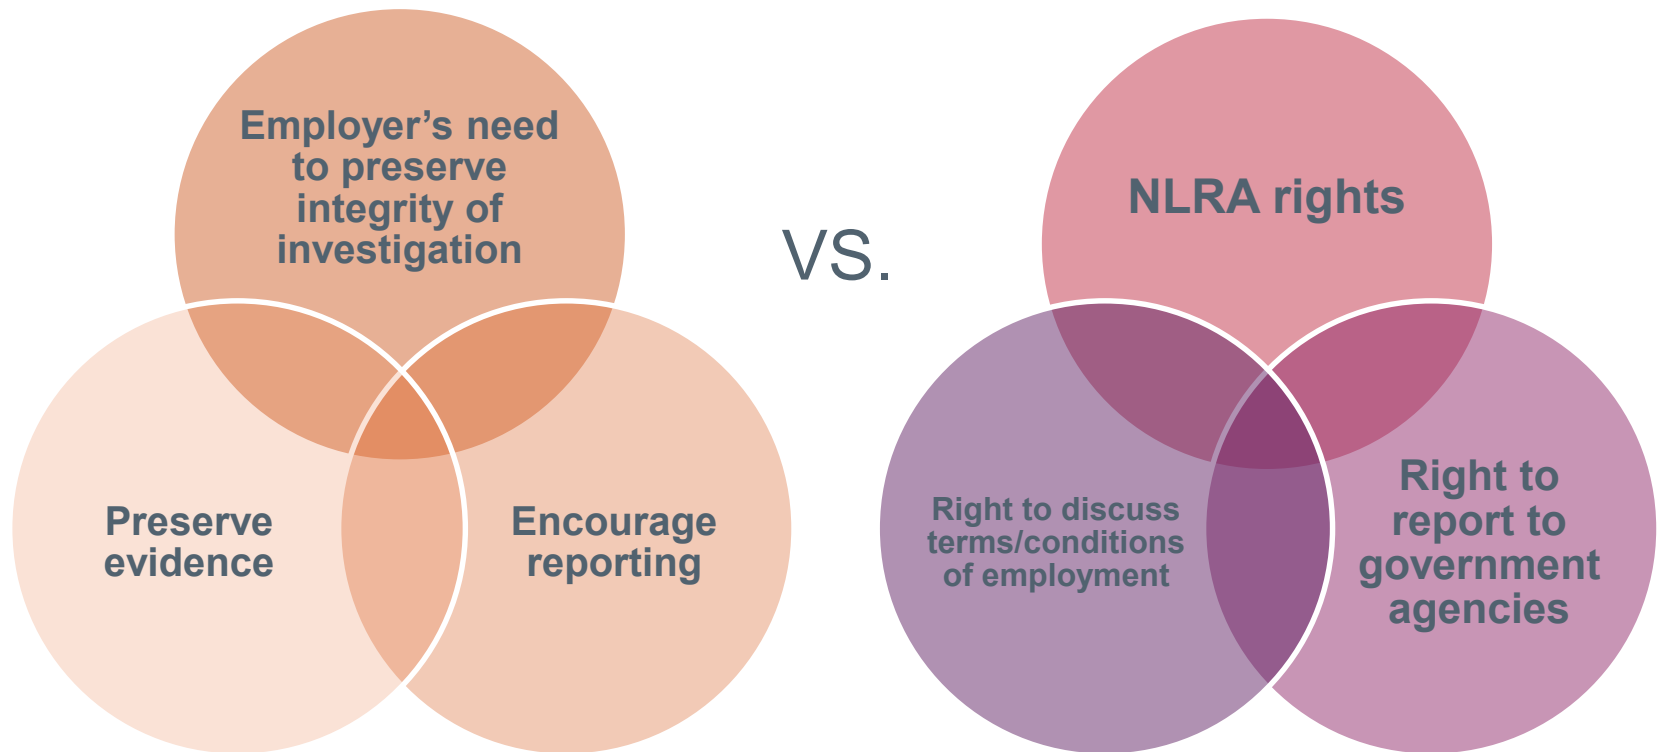 Employer’s need
to preserve
integrity of
investigation
Preserve
evidence
Encourage
reporting
VS.
NLRA rights
Right to discuss
terms/conditions
of employment
Right to
report to
government
agencies